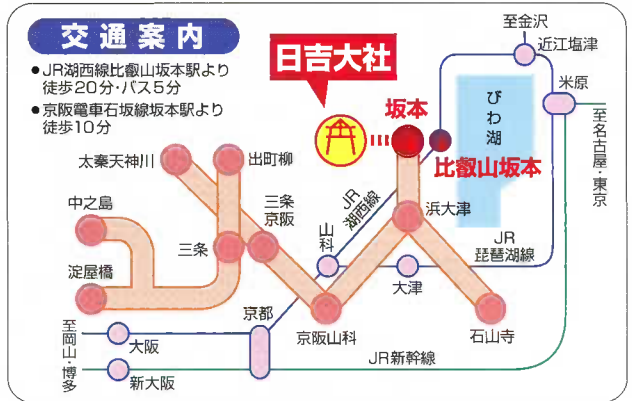 交通案内
●JR湖西線比叡山坂本駅より
徒歩20分・バス5分
●京阪電車石坂線坂本駅より
徒歩10分
日吉大社
至金沢
近江塩津
米原
至名古屋・東京
びわ湖
坂本
比叡山坂本
太秦天神川
出町柳
中之島
三条
京阪
JR
湖西線
山科
浜大津
JR
琵琶湖線
三条
淀屋橋
大津
京都
京阪山科
石山寺
至岡山・博多
大阪
新大阪
JR新幹線